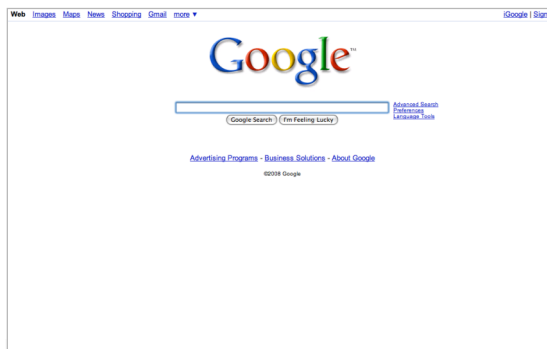 Web Images Maps News Shopping Gmail more ▼ iGoogle | Sign
Google™
Advanced Search
Preferences
Language Tools
Google Search I'm Feeling Lucky
Advertising Programs - Business Solutions - About Google
©2008 Google